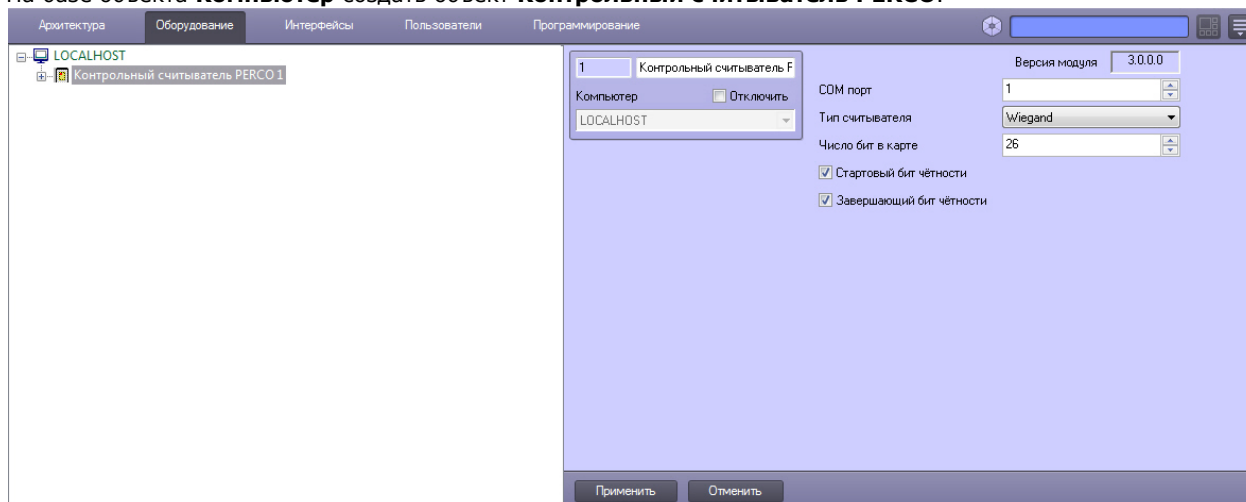 На базе объекта Компьютер создать объект Контрольный считыватель PERCO.
Архитектура Оборудование Интерфейсы Пользователи Программирование
LOCALHOST
Контрольный считыватель PERCO 1
1 Контрольный считыватель P
Компьютер Отключить
LOCALHOST
Версия модуля 3.0.0.0
COM порт 1
Тип считывателя Wiegand
Число бит в карте 26
Стартовый бит чётности
Завершающий бит чётности
Применить Отменить